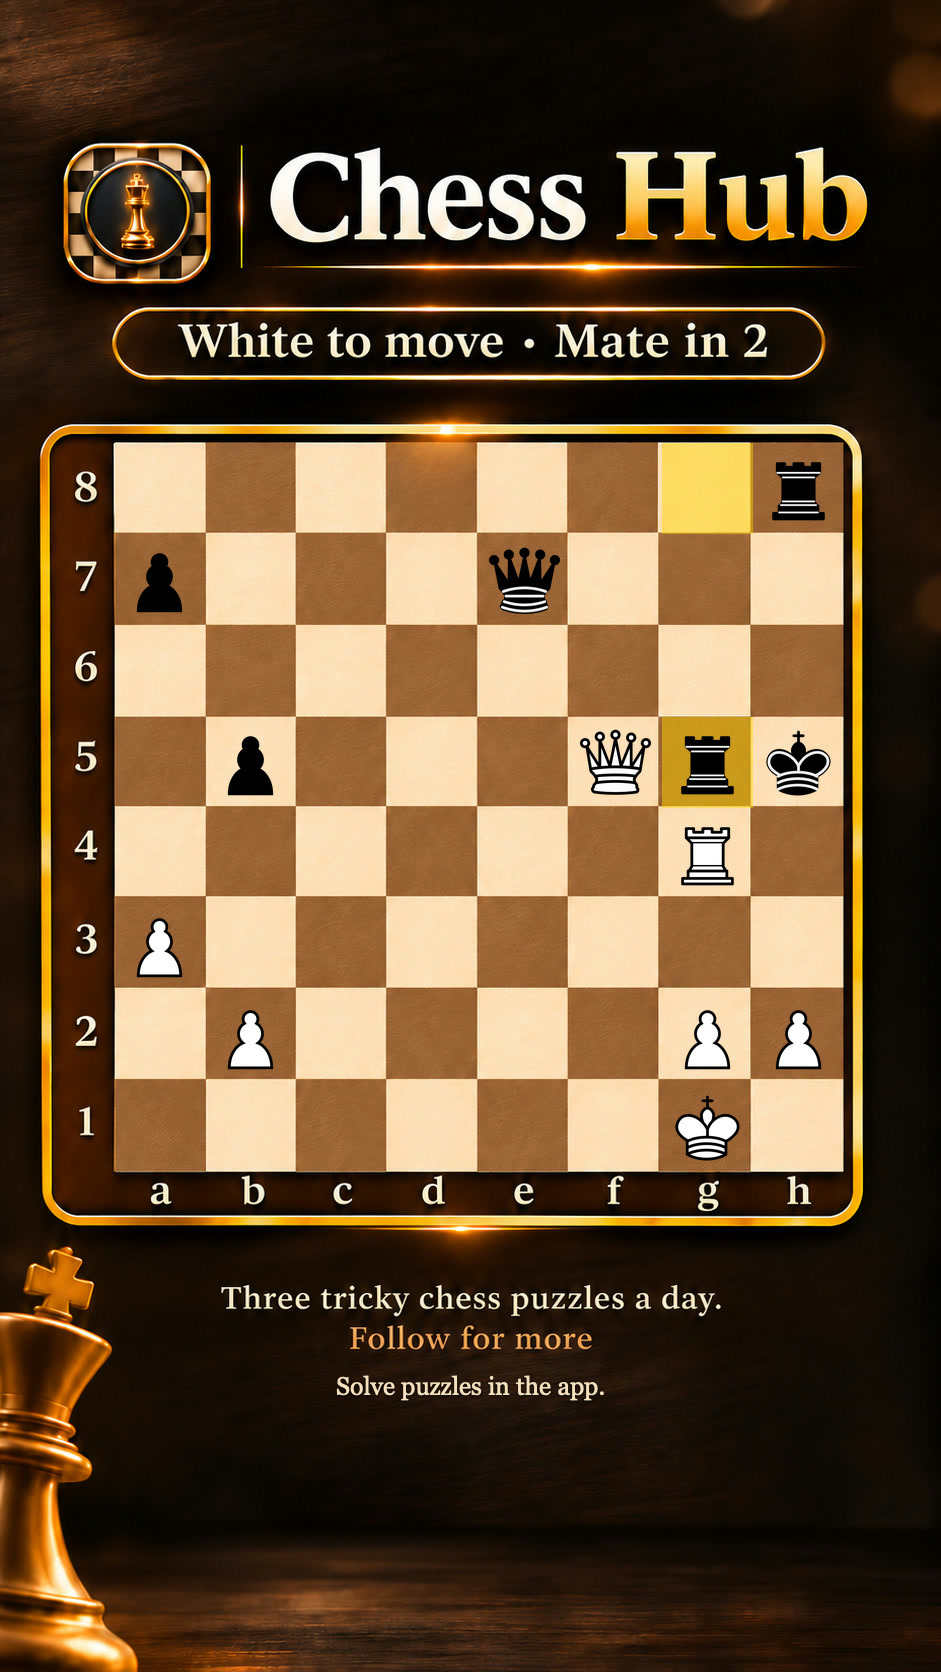 Chess Hub
White to move • Mate in 2
8
7
6
5
4
3
2
1
a b c d e f g h
Three tricky chess puzzles a day.
Follow for more
Solve puzzles in the app.